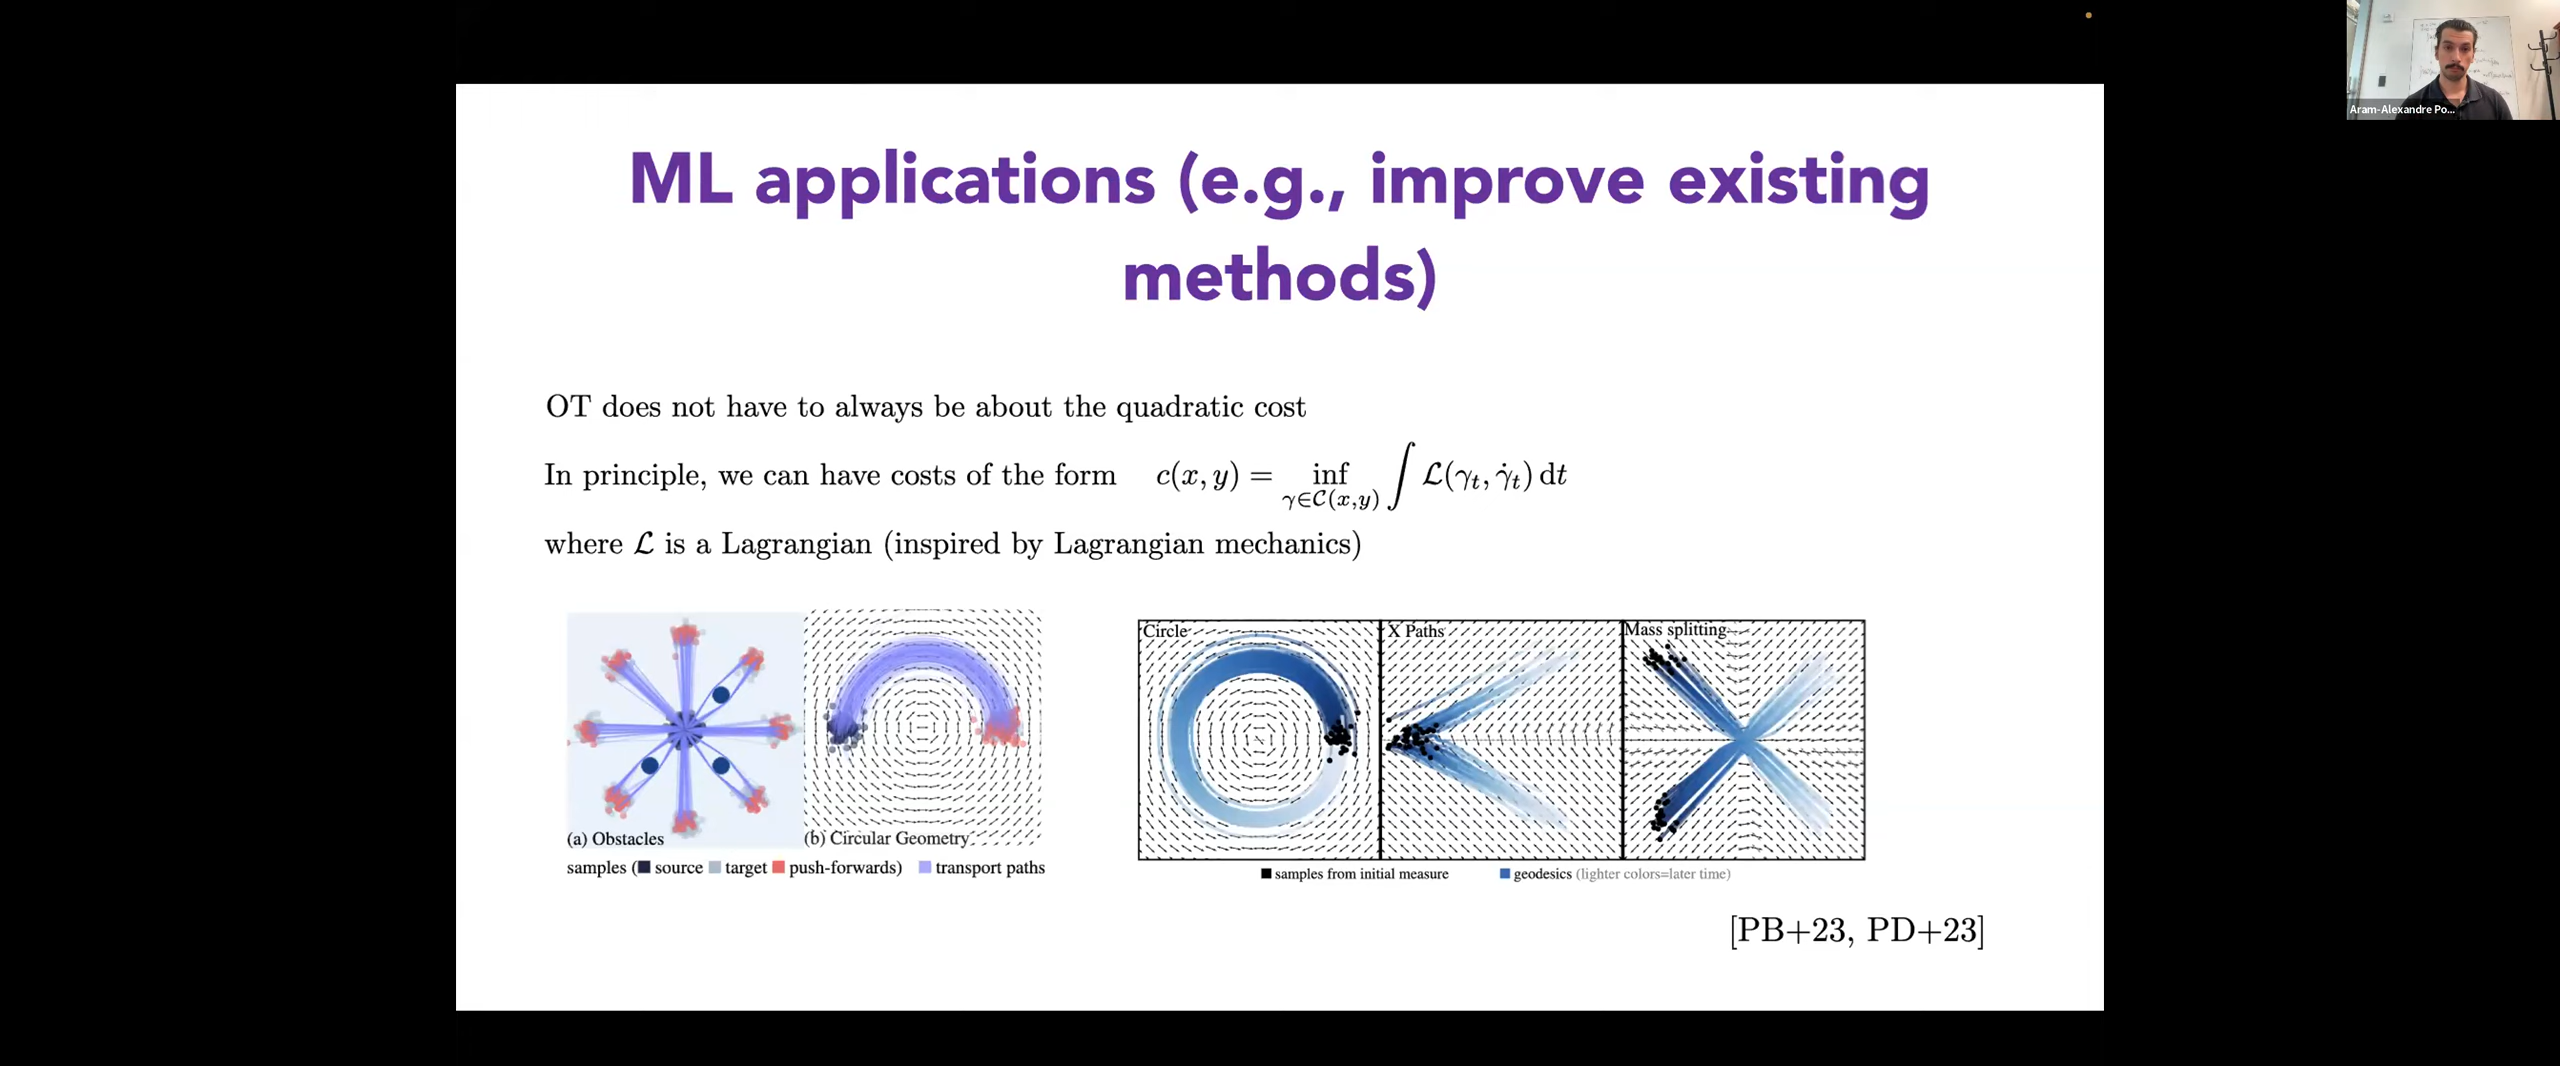 Aram-Alexandre Po...
ML applications (e.g., improve existing
methods)
OT does not have to always be about the quadratic cost
In principle, we can have costs of the form c(x, y) = inf_{γ∈𝒞(x,y)} ∫ ℒ(γ_t, γ̇_t) dt
where ℒ is a Lagrangian (inspired by Lagrangian mechanics)
(a) Obstacles
(b) Circular Geometry
samples (■ source ■ target ■ push-forwards) ■ transport paths
Circle
X Paths
Mass splitting
■ samples from initial measure ■ geodesics (lighter colors=later time)
[PB+23, PD+23]